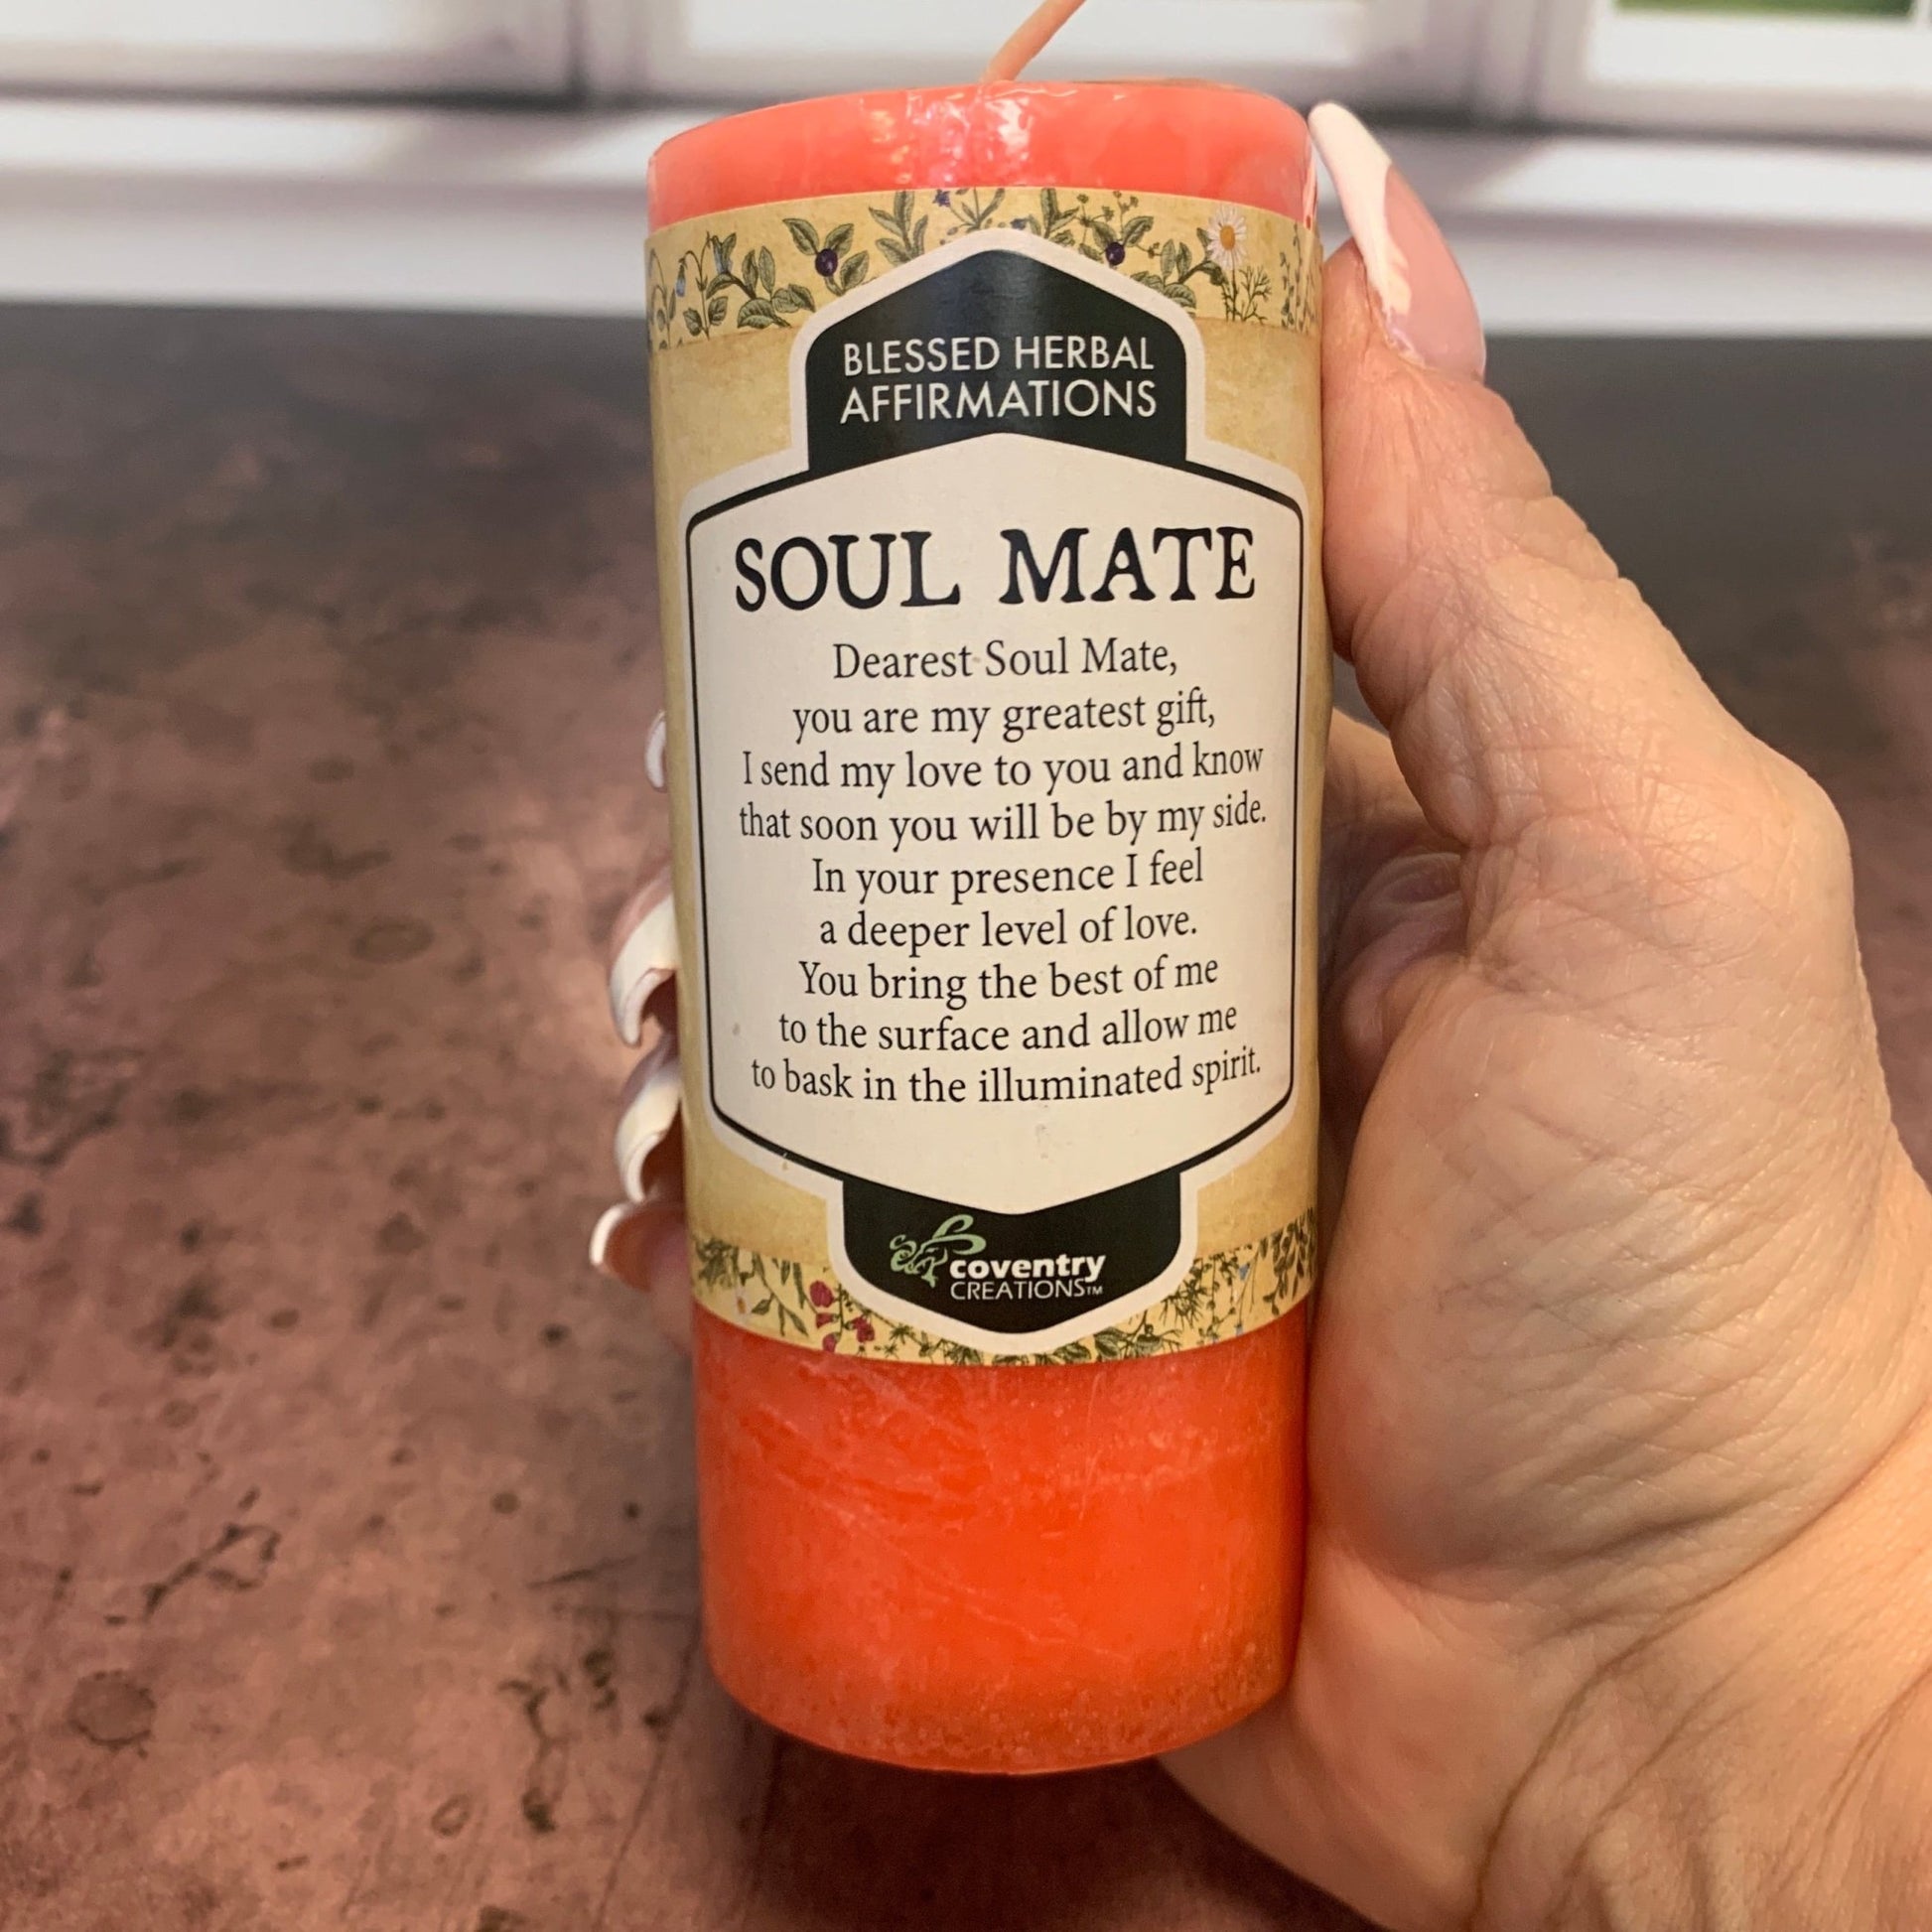 BLESSED HERBAL
AFFIRMATIONS
SOUL MATE
Dearest Soul Mate,
you are my greatest gift,
I send my love to you and know
that soon you will be by my side.
In your presence I feel
a deeper level of love.
You bring the best of me
to the surface and allow me
to bask in the illuminated spirit.
coventry
CREATIONS™